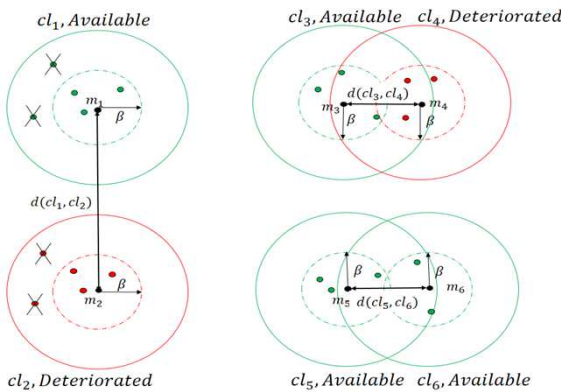 cl₁, Available
m₁
β
d(cl₁, cl₂)
m₂
β
cl₂, Deteriorated
cl₃, Available
cl₄, Deteriorated
d(cl₃, cl₄)
m₃
m₄
β
β
β
β
m₅
m₆
d(cl₅, cl₆)
cl₅, Available
cl₆, Available